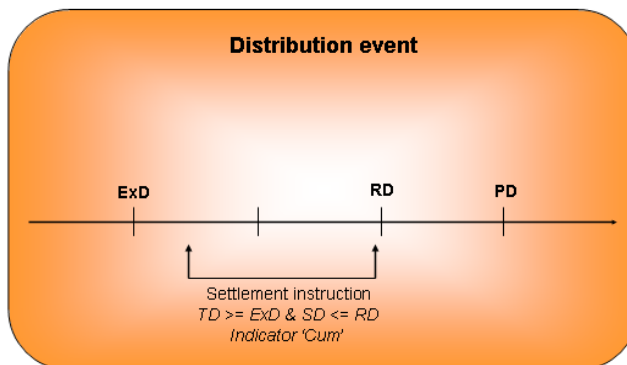 Distribution event
ExD
RD
PD
Settlement instruction
TD >= ExD & SD <= RD
Indicator 'Cum'